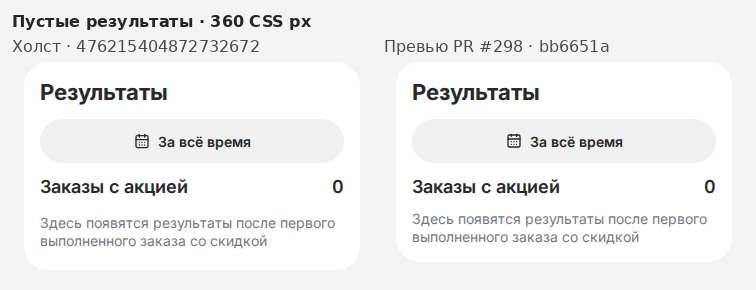 Пустые результаты · 360 CSS px
Холст · 476215404872732672
Результаты
За всё время
Заказы с акцией 0
Здесь появятся результаты после первого
выполненного заказа со скидкой
Превью PR #298 · bb6651a
Результаты
За всё время
Заказы с акцией 0
Здесь появятся результаты после первого
выполненного заказа со скидкой